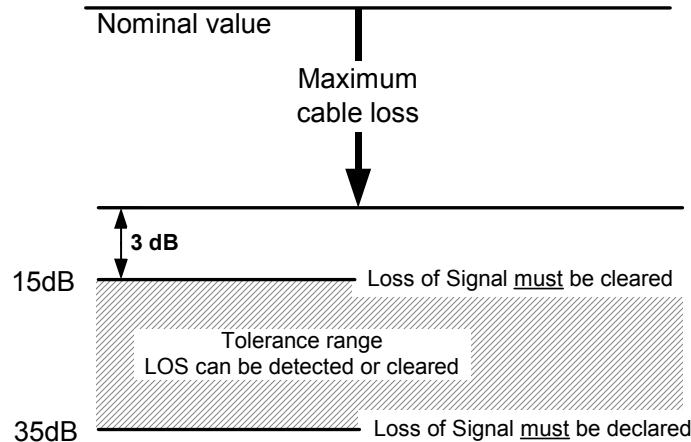 Nominal value
Maximum
cable loss
3 dB
15dB
Loss of Signal must be cleared
Tolerance range
LOS can be detected or cleared
35dB
Loss of Signal must be declared